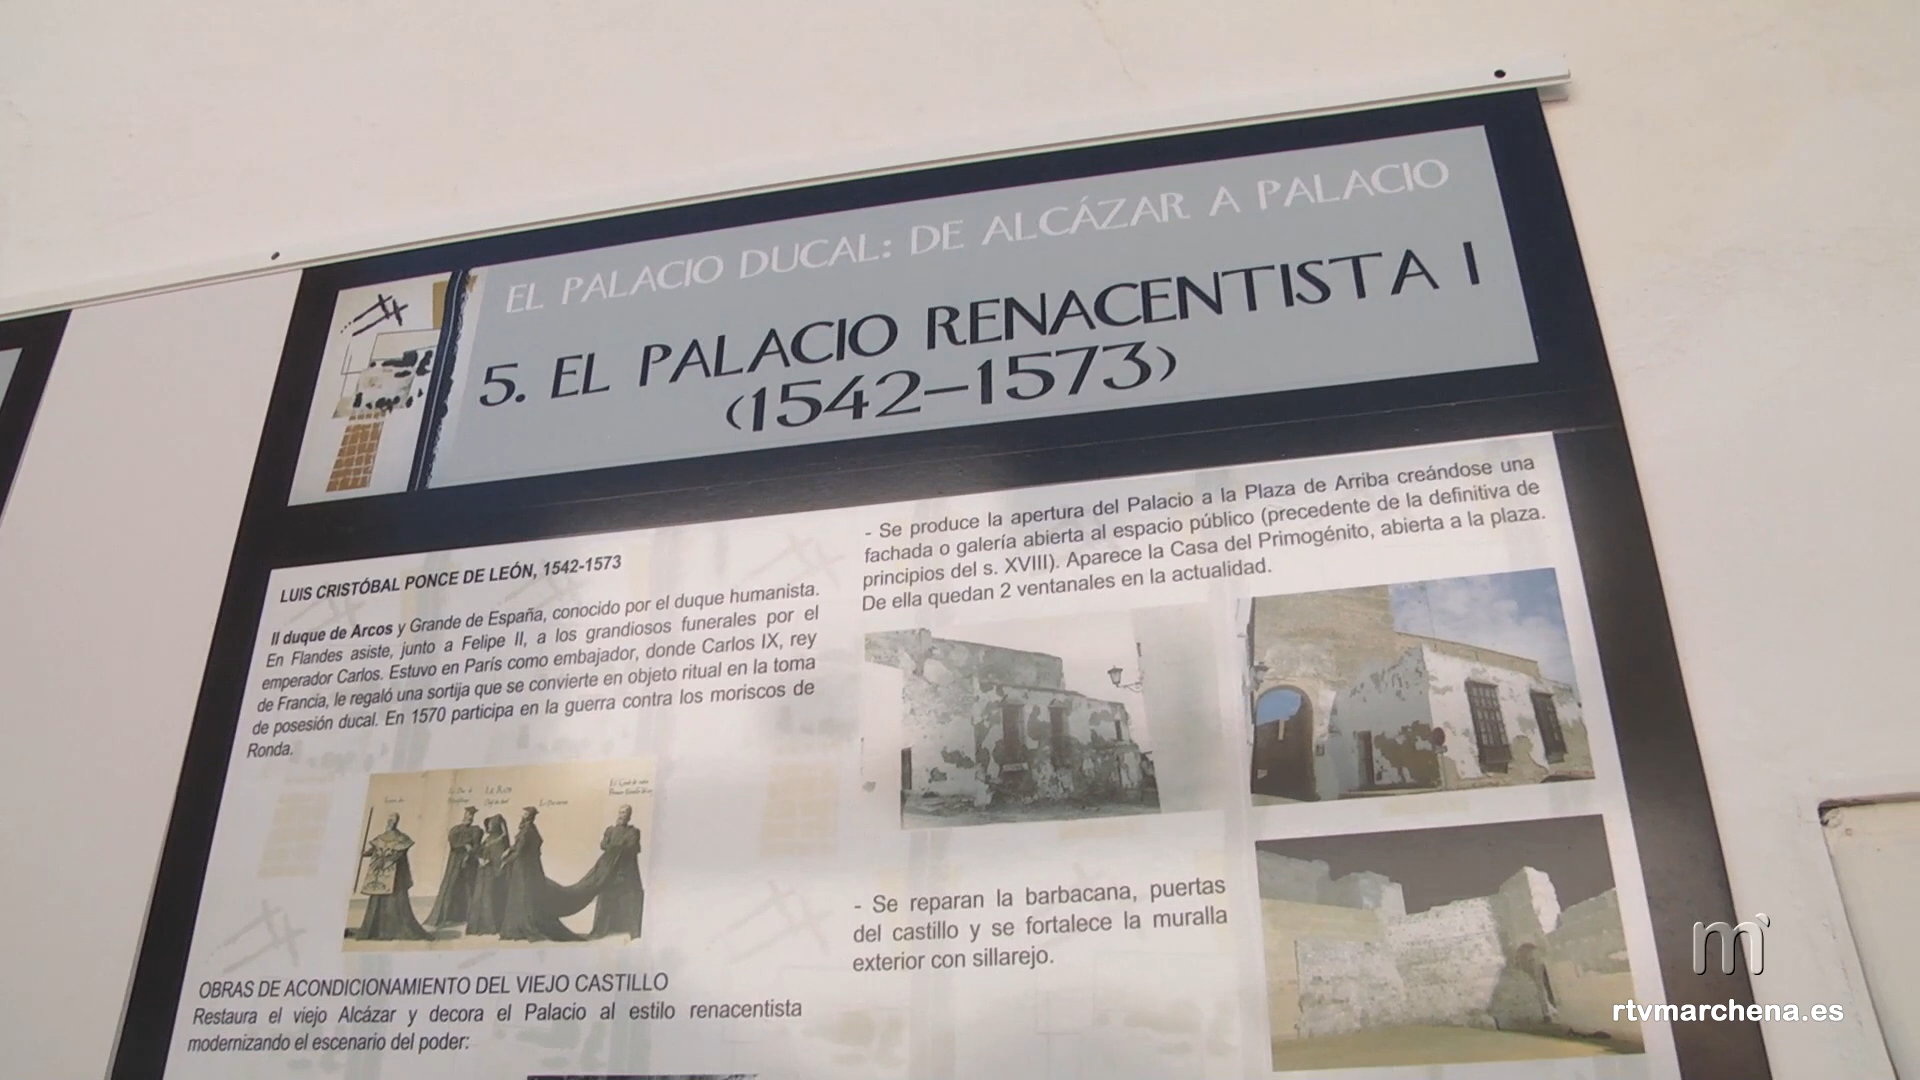 EL PALACIO DUCAL: DE ALCÁZAR A PALACIO
5. EL PALACIO RENACENTISTA I
(1542-1573)
LUIS CRISTÓBAL PONCE DE LEÓN, 1542-1573
II duque de Arcos y Grande de España, conocido por el duque humanista.
En Flandes asiste, junto a Felipe II, a los grandiosos funerales por el
emperador Carlos. Estuvo en París como embajador, donde Carlos IX, rey
de Francia, le regaló una sortija que se convierte en objeto ritual en la toma
de posesión ducal. En 1570 participa en la guerra contra los moriscos de
Ronda.
OBRAS DE ACONDICIONAMIENTO DEL VIEJO CASTILLO
Restaura el viejo Alcázar y decora el Palacio al estilo renacentista
modernizando el escenario del poder:
- Se produce la apertura del Palacio a la Plaza de Arriba creándose una
fachada o galería abierta al espacio público (precedente de la definitiva de
principios del s. XVIII). Aparece la Casa del Primogénito, abierta a la plaza.
De ella quedan 2 ventanales en la actualidad.
- Se reparan la barbacana, puertas
del castillo y se fortalece la muralla
exterior con sillarejo.
m
rtvmarchena.es